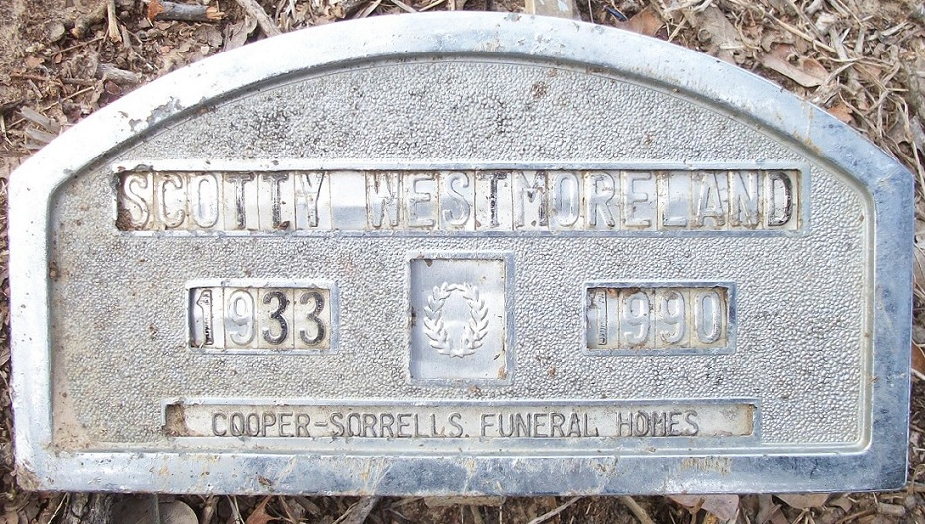 SCOTTY WESTMORELAND
1933 1990
COOPER-SORRELLS. FUNERAL HOMES